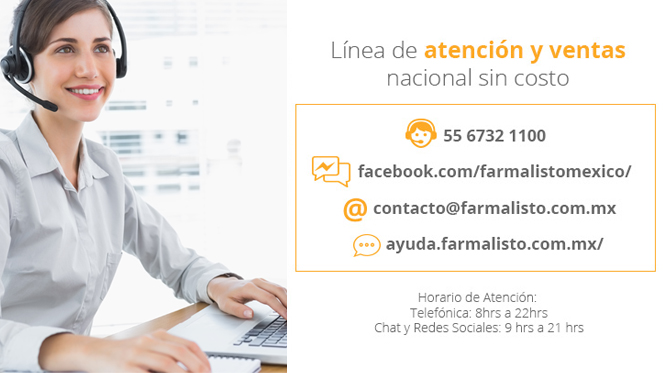 Línea de atención y ventas
nacional sin costo
55 6732 1100
facebook.com/farmalistomexico/
@ contacto@farmalisto.com.mx
ayuda.farmalisto.com.mx/
Horario de Atención:
Telefónica: 8hrs a 22hrs
Chat y Redes Sociales: 9 hrs a 21 hrs